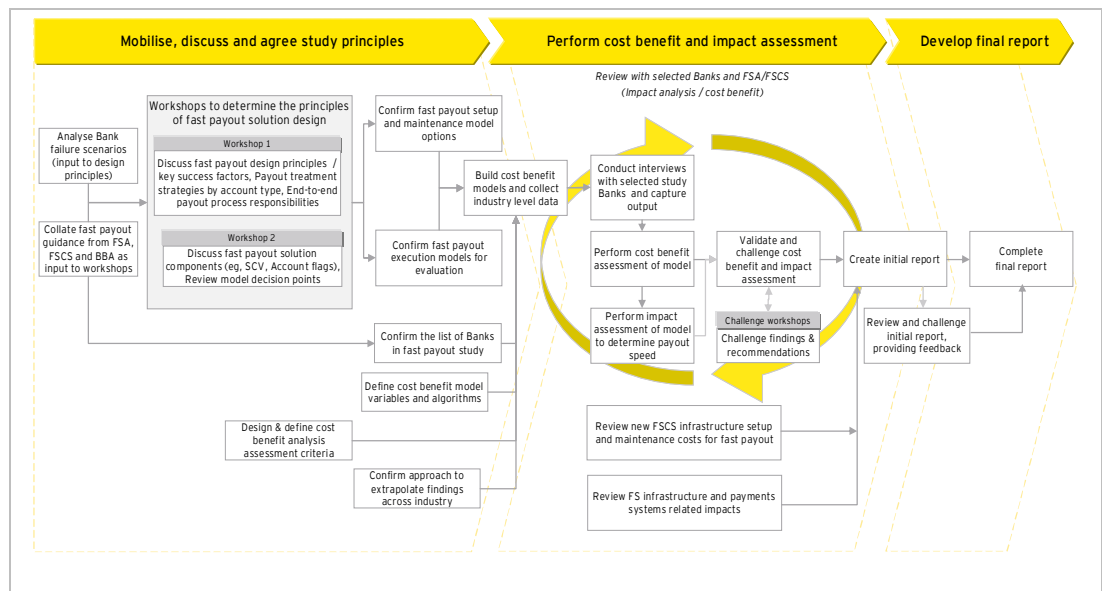 Mobilise, discuss and agree study principles
Perform cost benefit and impact assessment
Develop final report
Review with selected Banks and FSA/FSCS
(Impact analysis / cost benefit)
Analyse Bank
failure scenarios
(input to design
principles)
Collate fast payout
guidance from FSA,
FSCS and BBA as
input to workshops
Workshops to determine the principles
of fast payout solution design
Workshop 1
Discuss fast payout design principles /
key success factors, Payout treatment
strategies by account type, End-to-end
payout process responsibilities
Workshop 2
Discuss fast payout solution
components (eg, SCV, Account flags),
Review model decision points
Confirm fast payout setup
and maintenance model
options
Confirm fast payout
execution models for
evaluation
Build cost benefit
models and collect
industry level data
Confirm the list of Banks
in fast payout study
Define cost benefit model
variables and algorithms
Design & define cost
benefit analysis
assessment criteria
Confirm approach to
extrapolate findings
across industry
Conduct interviews
with selected study
Banks and capture
output
Perform cost benefit
assessment of model
Perform impact
assessment of model
to determine payout
speed
Validate and
challenge cost
benefit and impact
assessment
Challenge workshops
Challenge findings &
recommendations
Review new FSCS infrastructure setup
and maintenance costs for fast payout
Review FS infrastructure and payments
systems related impacts
Create initial report
Review and challenge
initial report,
providing feedback
Complete
final report